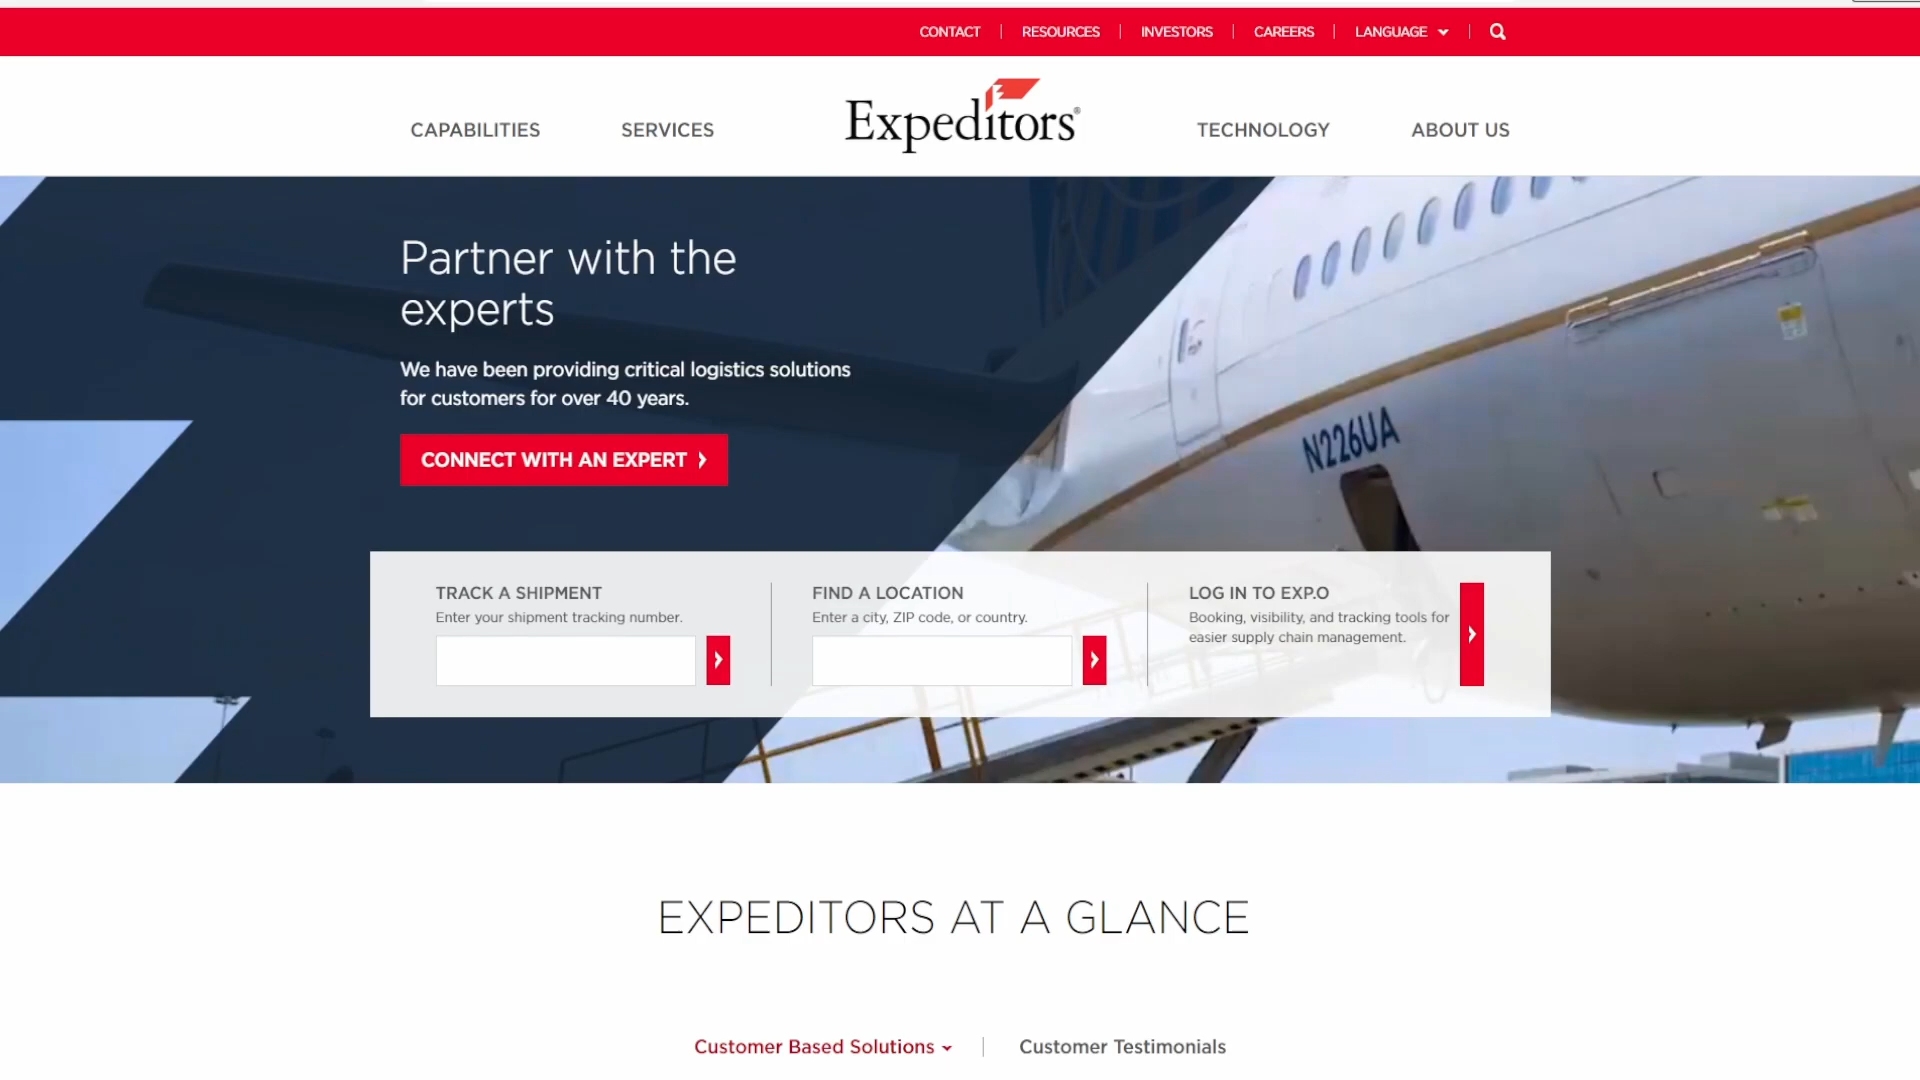 CONTACT
RESOURCES
INVESTORS
CAREERS
LANGUAGE
CAPABILITIES
SERVICES
Expeditors®
TECHNOLOGY
ABOUT US
Partner with the
experts
We have been providing critical logistics solutions
for customers for over 40 years.
CONNECT WITH AN EXPERT
N226UA
TRACK A SHIPMENT
Enter your shipment tracking number.
FIND A LOCATION
Enter a city, ZIP code, or country.
LOG IN TO EXP.O
Booking, visibility, and tracking tools for
easier supply chain management.
EXPEDITORS AT A GLANCE
Customer Based Solutions
Customer Testimonials